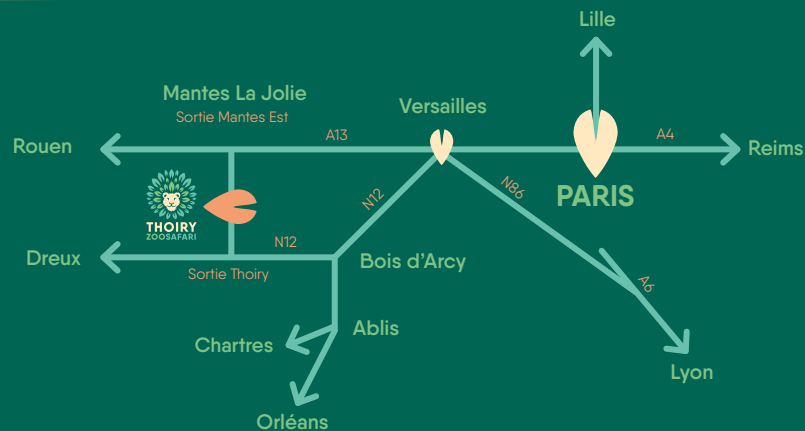 Lille
Mantes La Jolie
Sortie Mantes Est
Versailles
Rouen
A13
A4
Reims
PARIS
N12
N86
THOIRY
ZOOSAFARI
Dreux
N12
Sortie Thoiry
Bois d'Arcy
A6
Chartres
Ablis
Lyon
Orléans